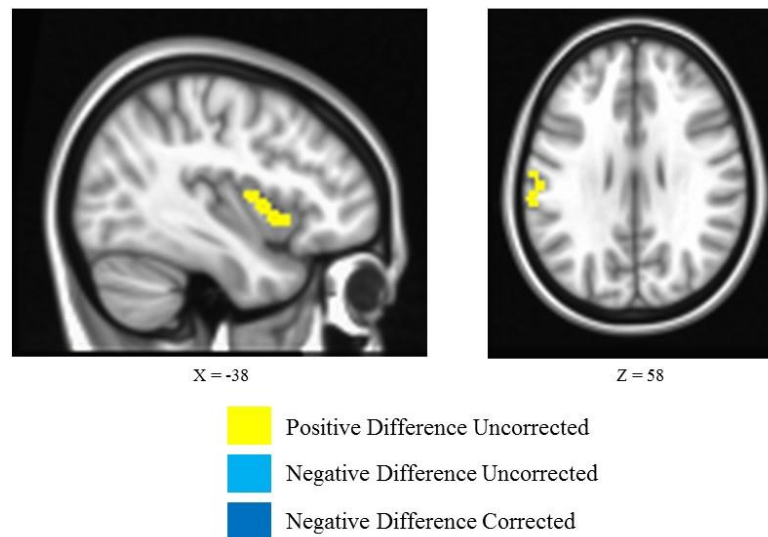 X = -38
Z = 58
Positive Difference Uncorrected
Negative Difference Uncorrected
Negative Difference Corrected